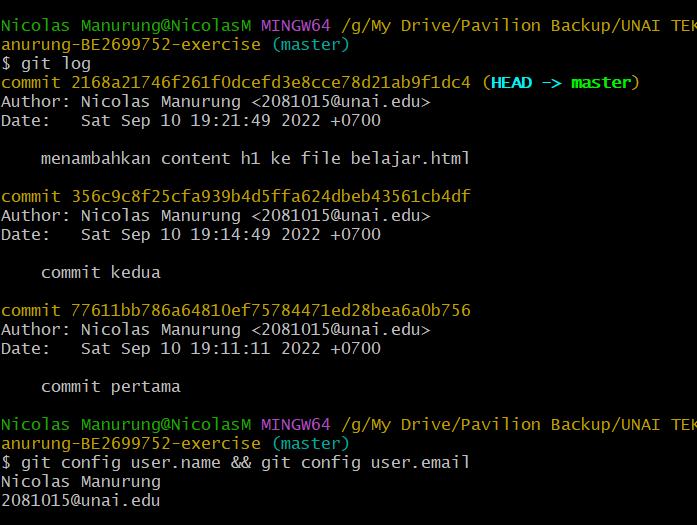 Nicolas Manurung@NicolasM MINGW64 /g/My Drive/Pavilion Backup/UNAI TEK
anurung-BE2699752-exercise (master)
$ git log
commit 2168a21746f261f0dcefd3e8cce78d21ab9f1dc4 (HEAD -> master)
Author: Nicolas Manurung <2081015@unai.edu>
Date:   Sat Sep 10 19:21:49 2022 +0700
    menambahkan content h1 ke file belajar.html
commit 356c9c8f25cfa939b4d5ffa624dbeb43561cb4df
Author: Nicolas Manurung <2081015@unai.edu>
Date:   Sat Sep 10 19:14:49 2022 +0700
    commit kedua
commit 77611bb786a64810ef75784471ed28bea6a0b756
Author: Nicolas Manurung <2081015@unai.edu>
Date:   Sat Sep 10 19:11:11 2022 +0700
    commit pertama
Nicolas Manurung@NicolasM MINGW64 /g/My Drive/Pavilion Backup/UNAI TEK
anurung-BE2699752-exercise (master)
$ git config user.name && git config user.email
Nicolas Manurung
2081015@unai.edu